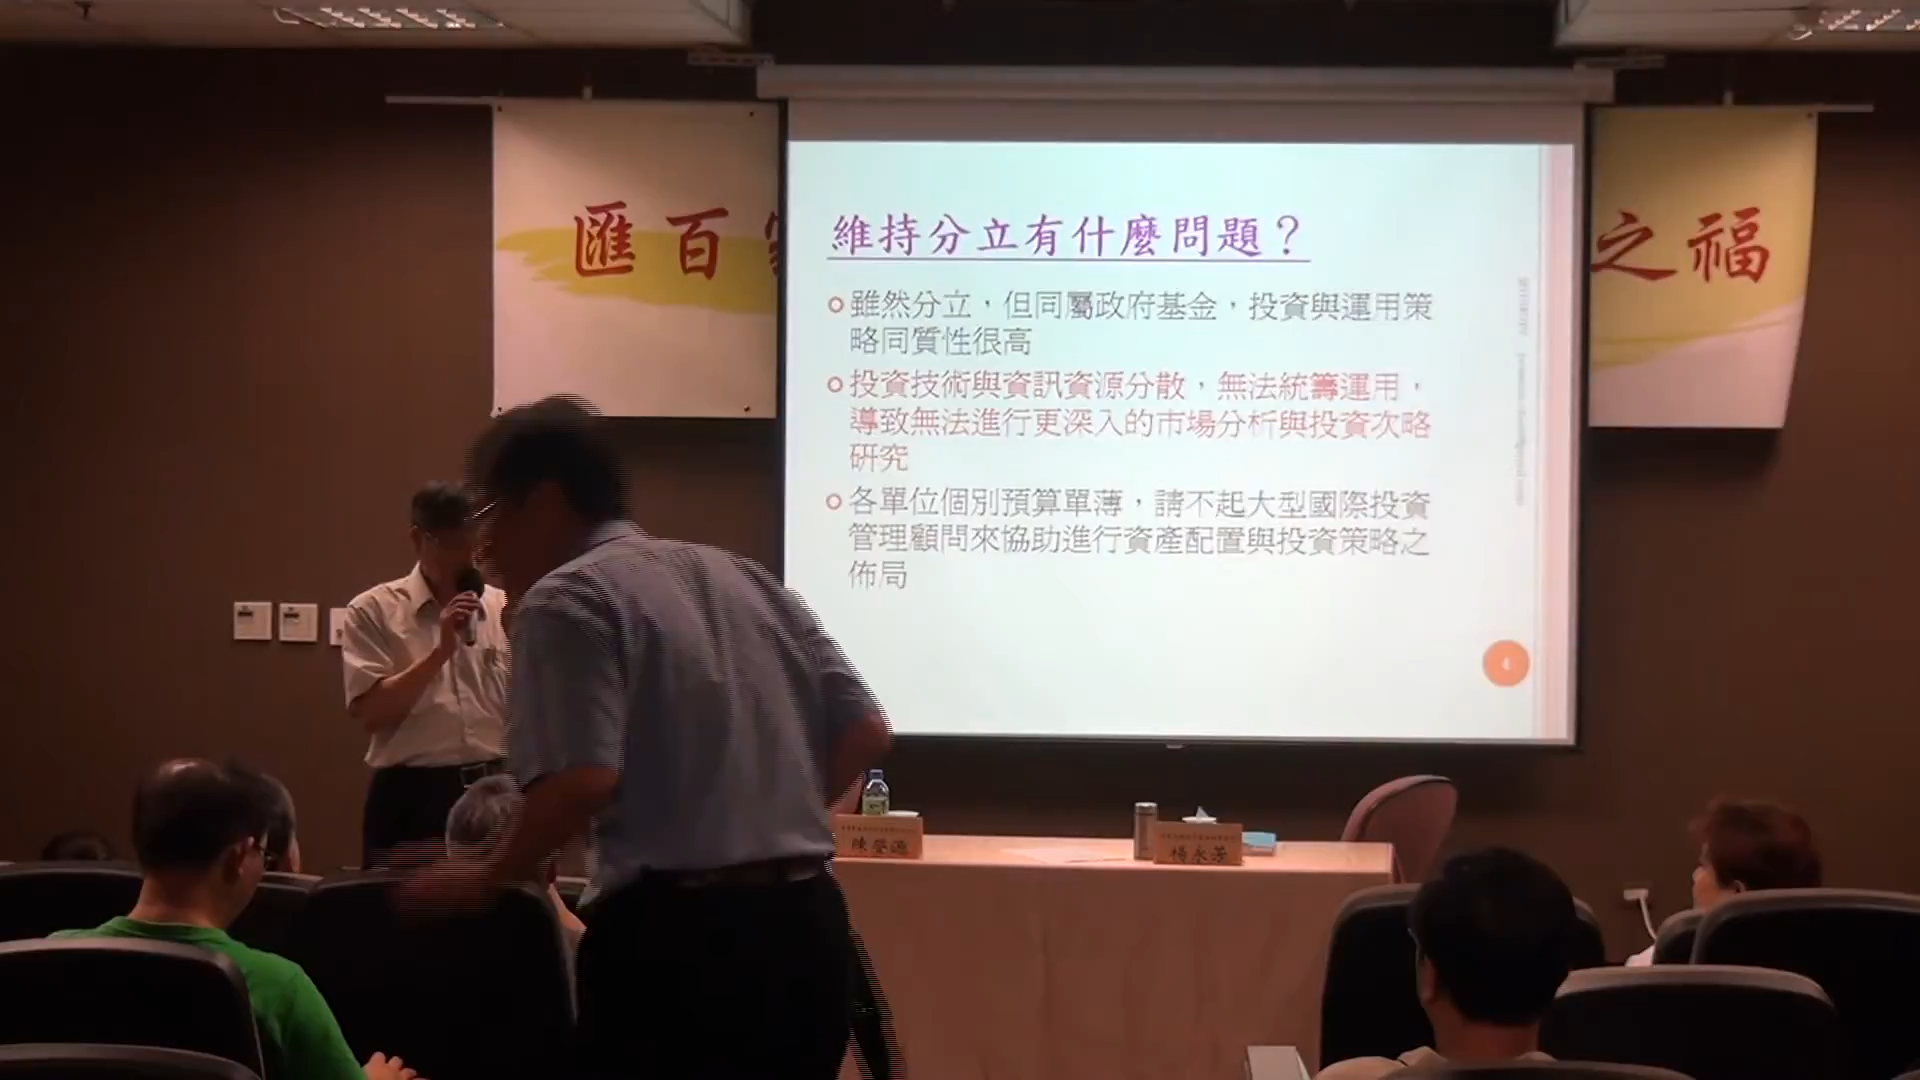 匯百
之福
維持分立有什麼問題？
雖然分立，但同屬政府基金，投資與運用策
略同質性很高
投資技術與資訊資源分散，無法統籌運用，
導致無法進行更深入的市場分析與投資次略
研究
各單位個別預算單薄，請不起大型國際投資
管理顧問來協助進行資產配置與投資策略之
佈局
4
楊永芳